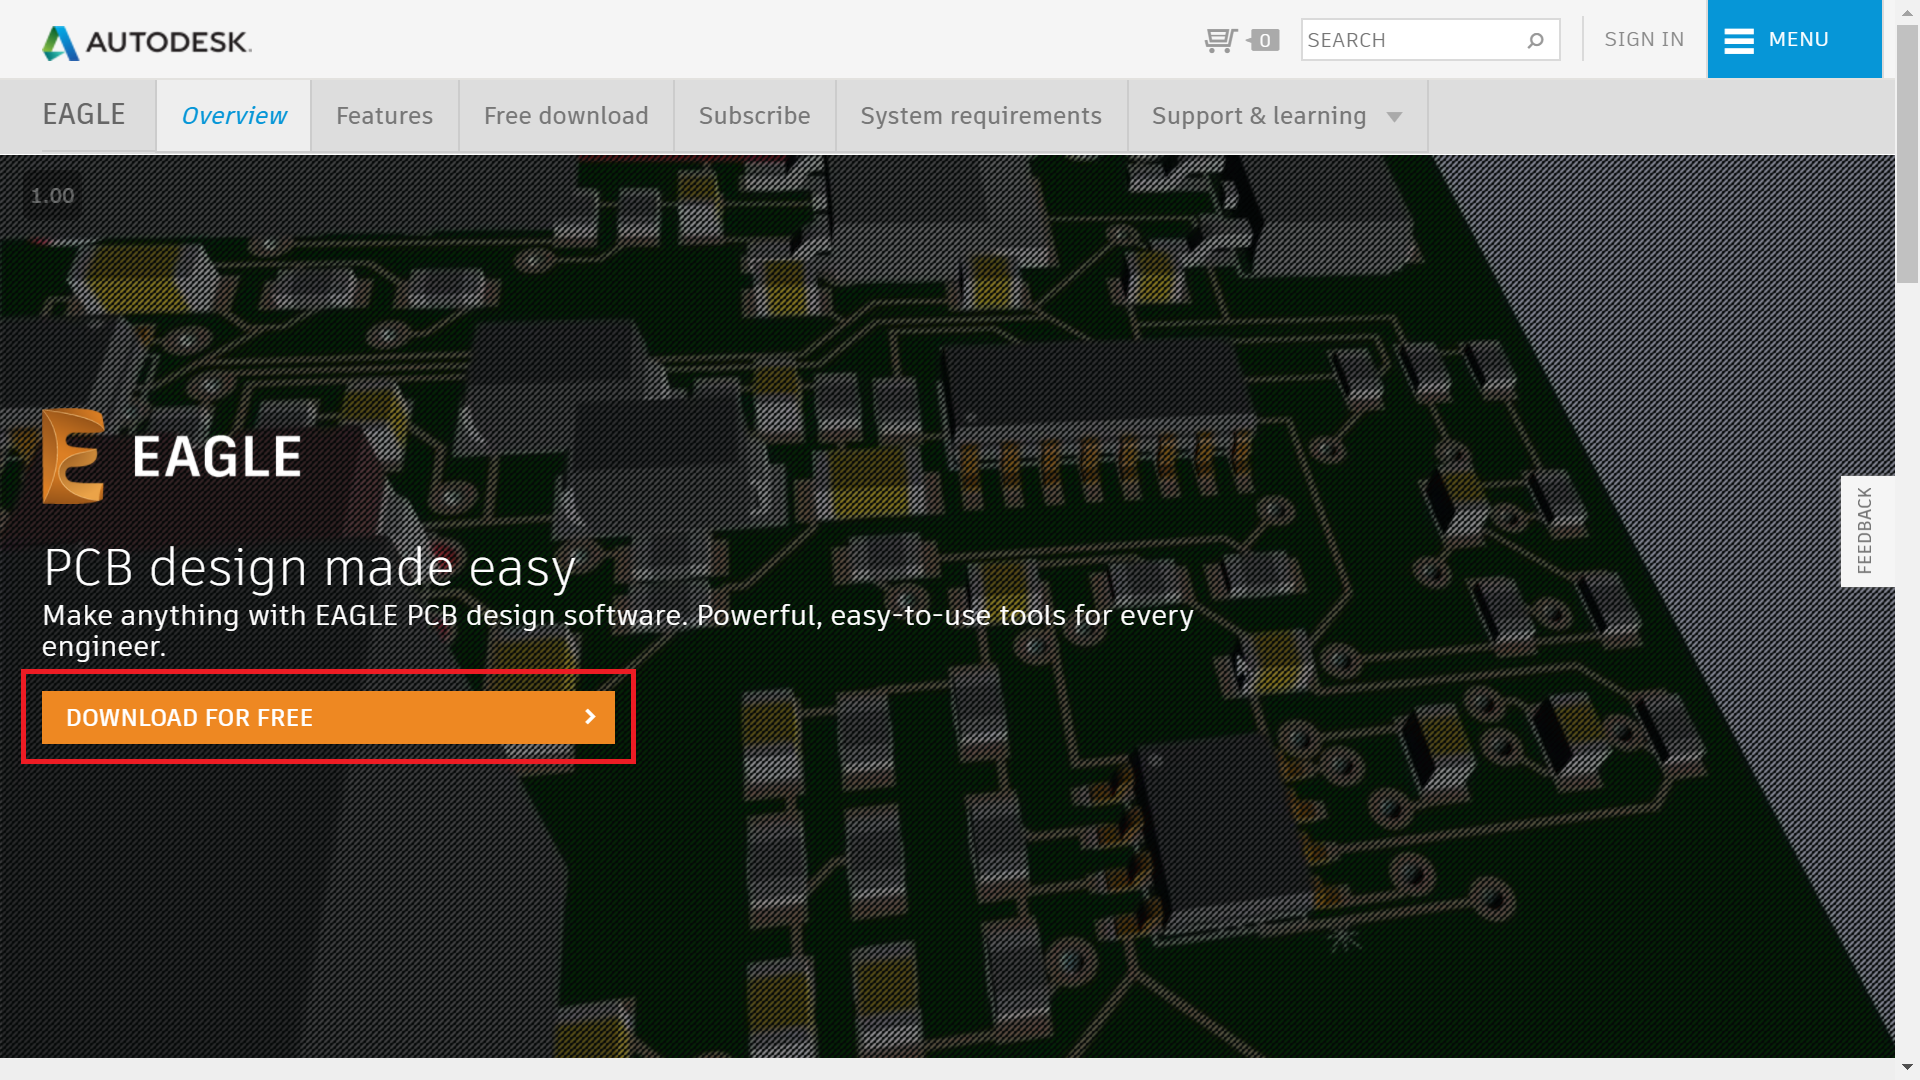 AUTODESK.
0
SEARCH
SIGN IN
MENU
EAGLE
Overview
Features
Free download
Subscribe
System requirements
Support & learning
1.00
EAGLE
PCB design made easy
Make anything with EAGLE PCB design software. Powerful, easy-to-use tools for every
engineer.
DOWNLOAD FOR FREE
FEEDBACK